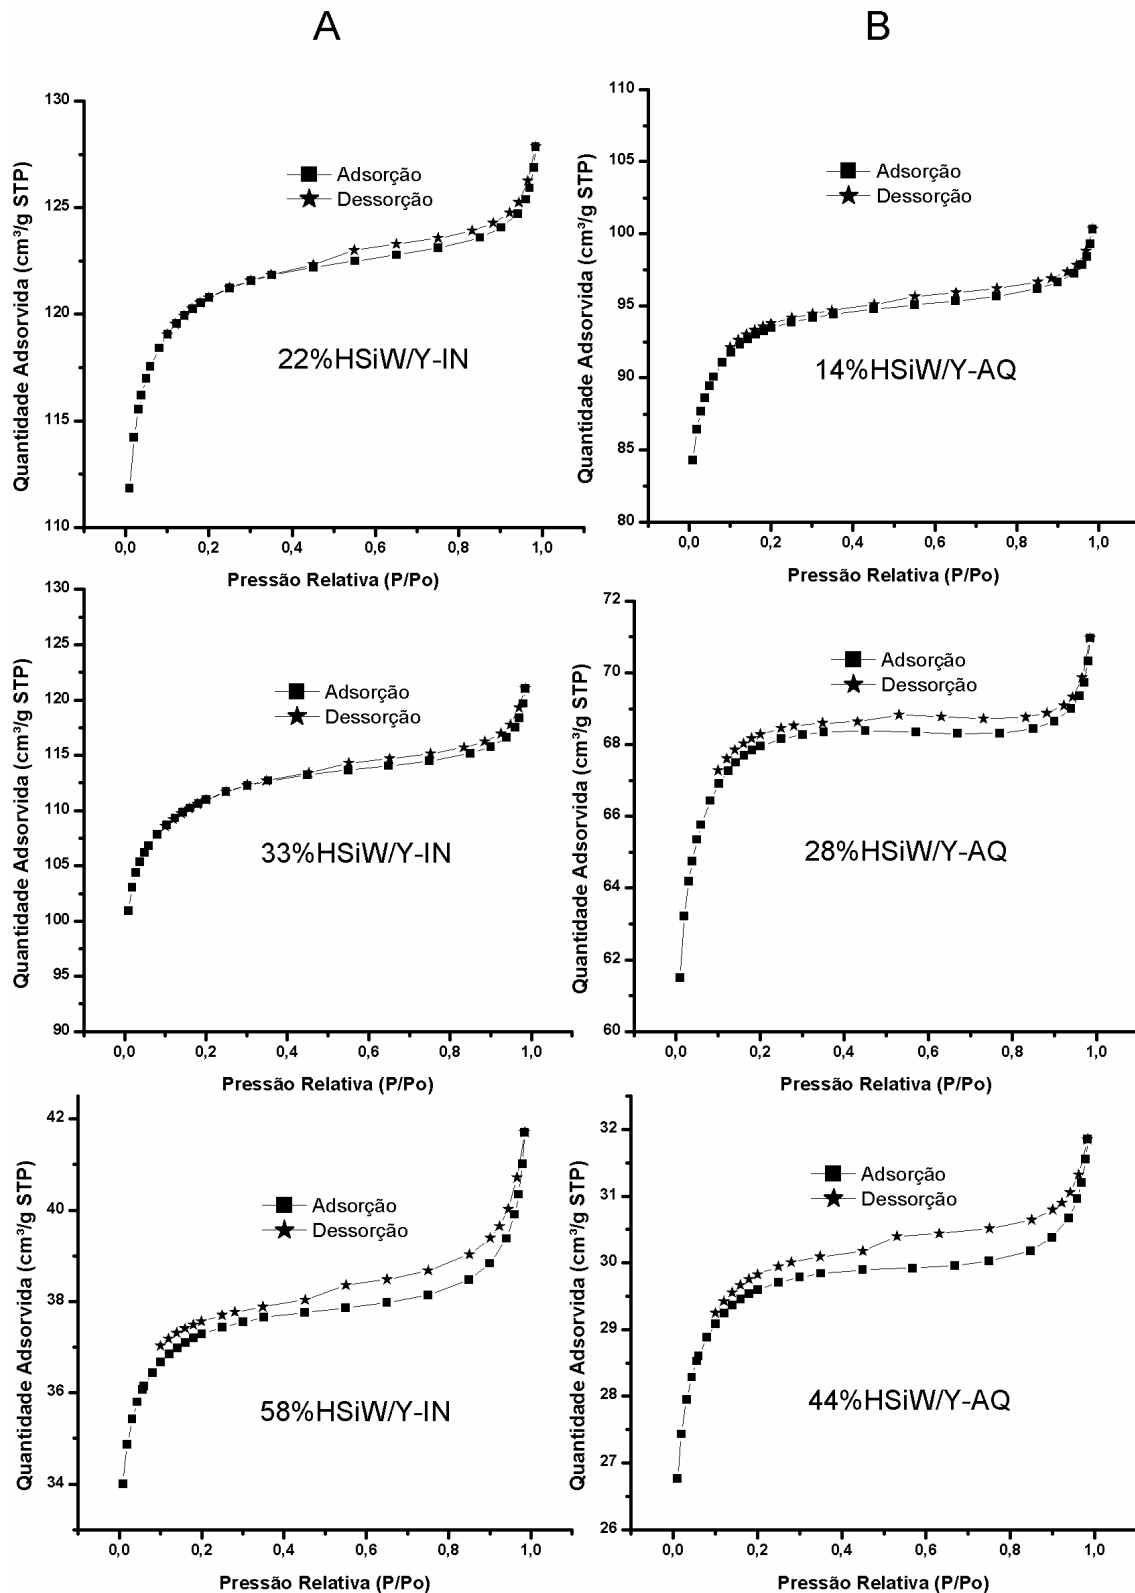 A
B
Quantidade Adsorvida (cm³/g STP)
130
125
120
115
110
Adsorção
Dessorção
22%HSiW/Y-IN
0,0 0,2 0,4 0,6 0,8 1,0
Pressão Relativa (P/Po)
Quantidade Adsorvida (cm³/g STP)
110
105
100
95
90
85
80
Adsorção
Dessorção
14%HSiW/Y-AQ
0,0 0,2 0,4 0,6 0,8 1,0
Pressão Relativa (P/Po)
Quantidade Adsorvida (cm³/g STP)
130
125
120
115
110
105
100
95
90
Adsorção
Dessorção
33%HSiW/Y-IN
0,0 0,2 0,4 0,6 0,8 1,0
Pressão Relativa (P/Po)
Quantidade Adsorvida (cm³/g STP)
72
70
68
66
64
62
60
Adsorção
Dessorção
28%HSiW/Y-AQ
0,0 0,2 0,4 0,6 0,8 1,0
Pressão Relativa (P/Po)
Quantidade Adsorvida (cm³/g STP)
42
40
38
36
34
Adsorção
Dessorção
58%HSiW/Y-IN
0,0 0,2 0,4 0,6 0,8 1,0
Pressão Relativa (P/Po)
Quantidade Adsorvida (cm³/g STP)
32
31
30
29
28
27
26
Adsorção
Dessorção
44%HSiW/Y-AQ
0,0 0,2 0,4 0,6 0,8 1,0
Pressão Relativa (P/Po)